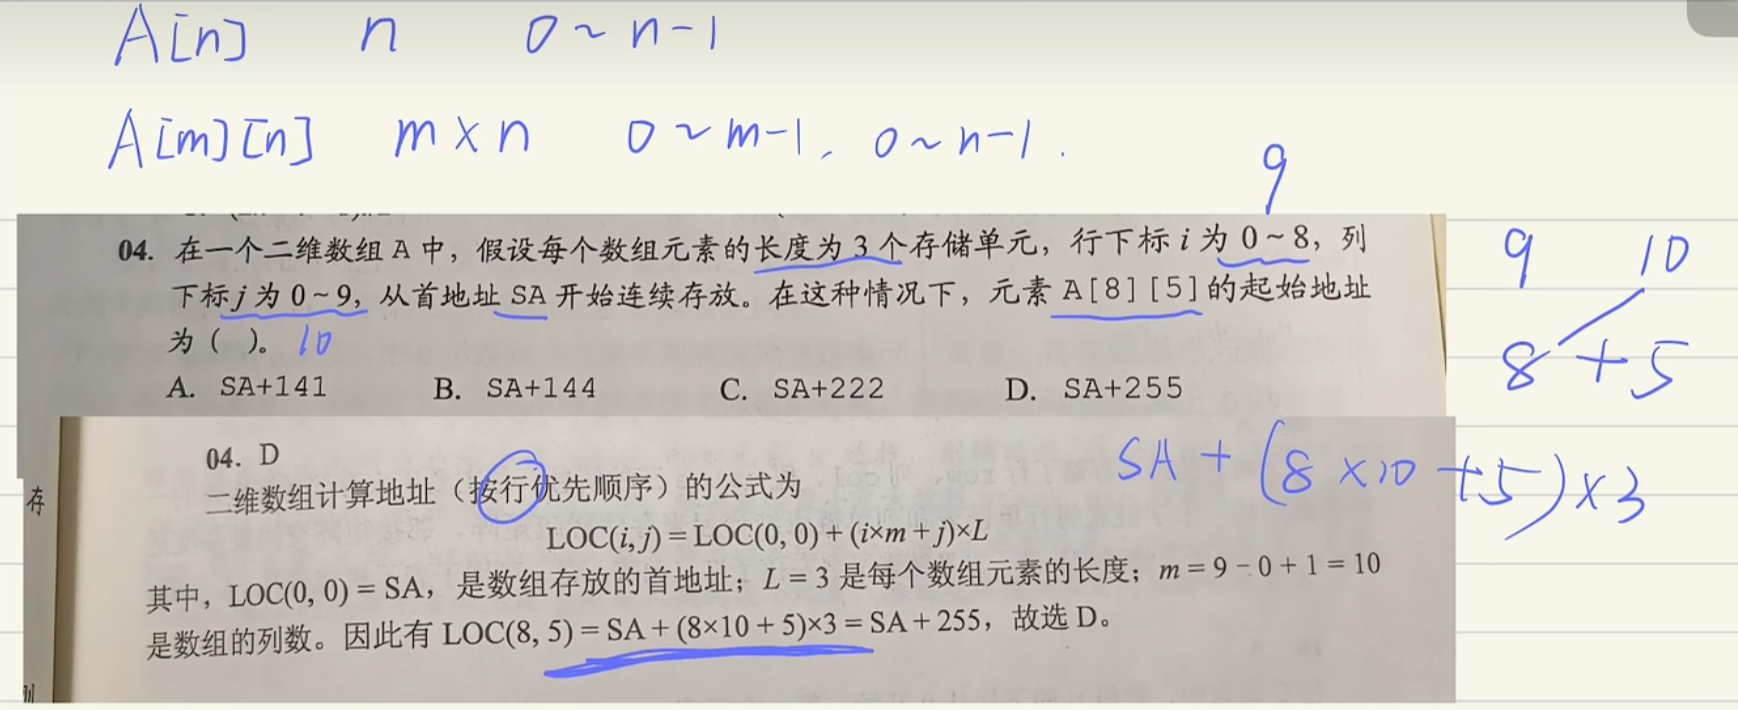 A[n] n 0~n-1
A[m][n] m×n 0~m-1, 0~n-1.
9
04. 在一个二维数组 A 中，假设每个数组元素的长度为 3 个存储单元，行下标 i 为 0～8，列
下标 j 为 0～9，从首地址 SA 开始连续存放。在这种情况下，元素 A[8][5]的起始地址
为（ ）。 10
A. SA+141 B. SA+144 C. SA+222 D. SA+255
9 10
8+5
04. D
SA+(8×10+5)×3
二维数组计算地址（按行优先顺序）的公式为
存
LOC(i, j) = LOC(0, 0) + (i×m + j)×L
其中，LOC(0, 0) = SA，是数组存放的首地址；L = 3 是每个数组元素的长度；m = 9 − 0 + 1 = 10
是数组的列数。因此有 LOC(8, 5) = SA + (8×10 + 5)×3 = SA + 255，故选 D。